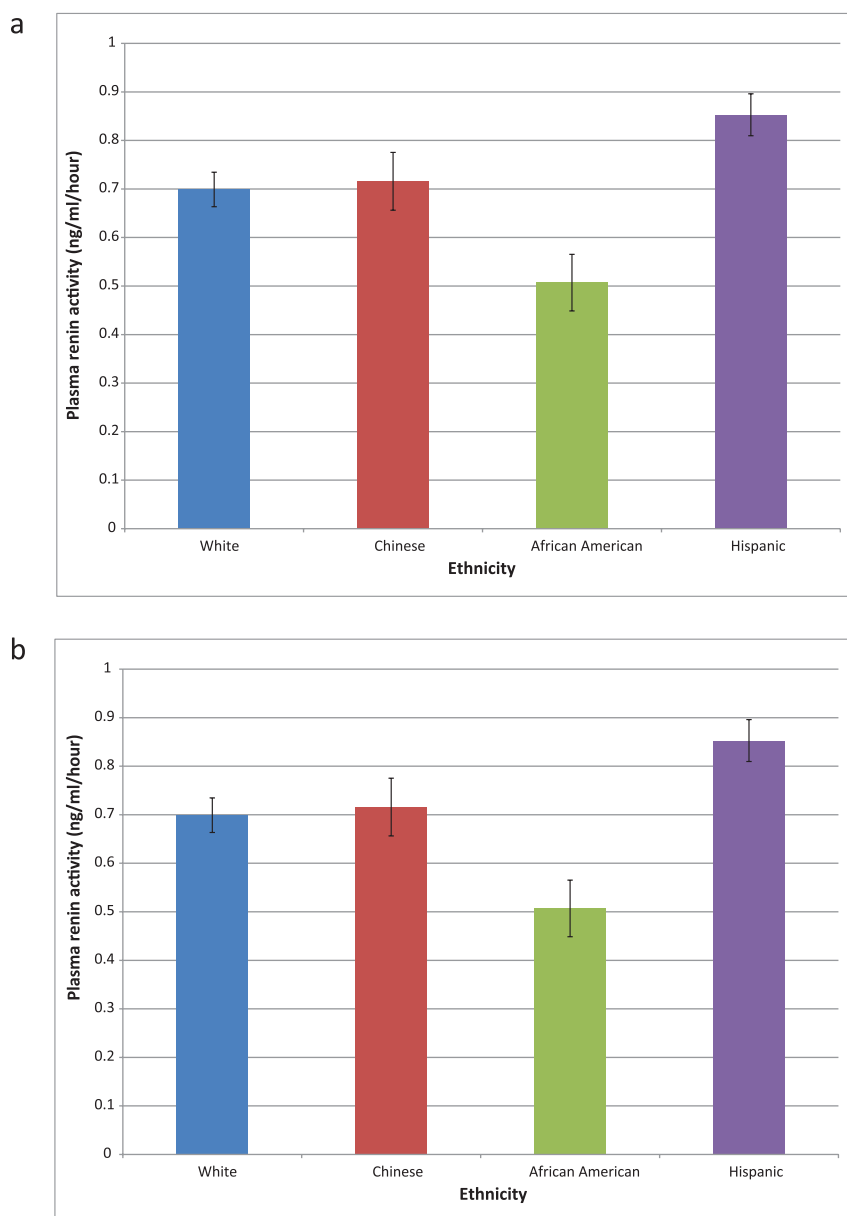 a
Plasma renin activity (ng/ml/hour)
1
0.9
0.8
0.7
0.6
0.5
0.4
0.3
0.2
0.1
0
White Chinese African American Hispanic
Ethnicity
b
Plasma renin activity (ng/ml/hour)
1
0.9
0.8
0.7
0.6
0.5
0.4
0.3
0.2
0.1
0
White Chinese African American Hispanic
Ethnicity